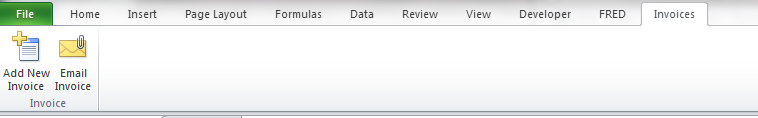 File Home Insert Page Layout Formulas Data Review View Developer FRED Invoices
Add New Email
Invoice Invoice
Invoice